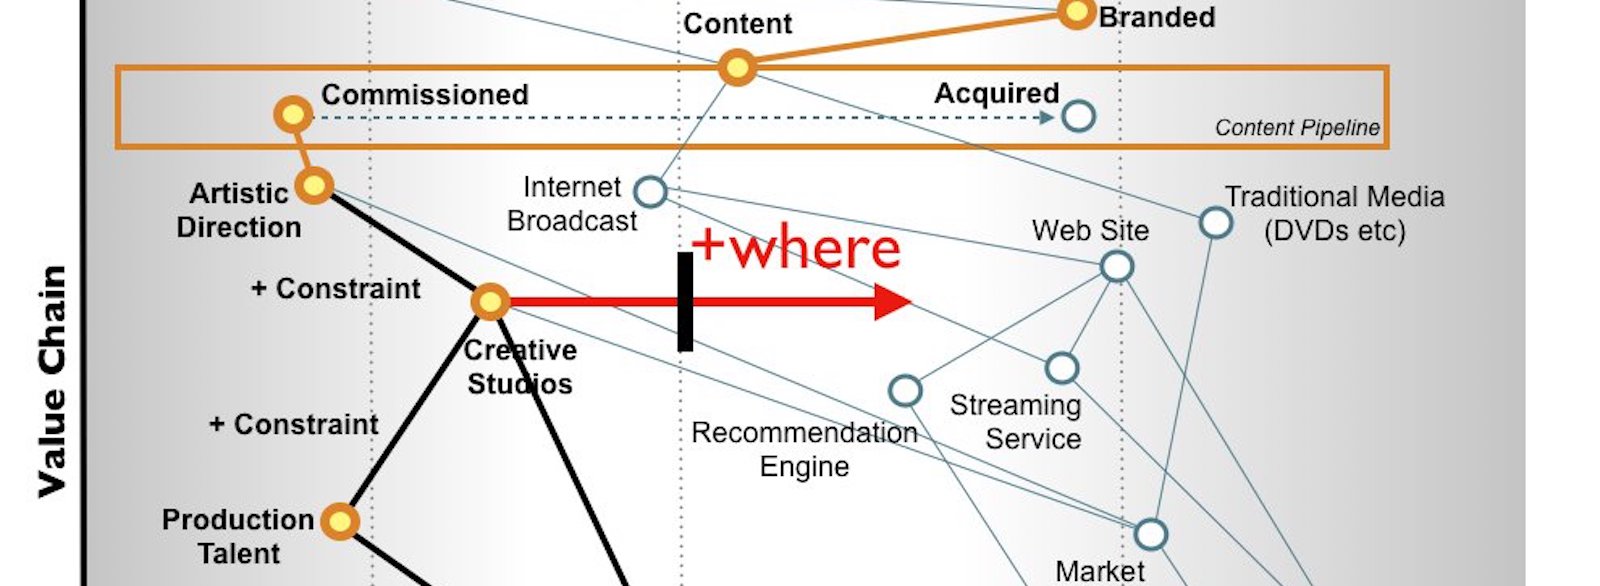 Content
Branded
Commissioned
Acquired
Content Pipeline
Artistic
Direction
Internet
Broadcast
Traditional Media
(DVDs etc)
Web Site
+where
+ Constraint
Creative
Studios
Streaming
Service
Recommendation
Engine
+ Constraint
Production
Talent
Market
Value Chain